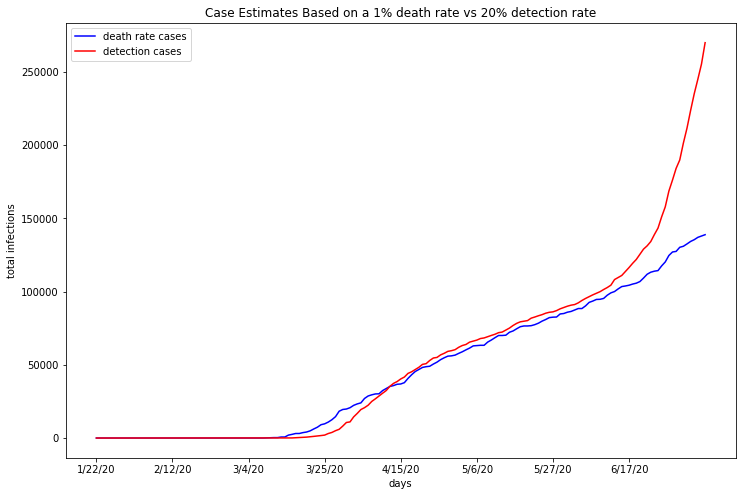 Case Estimates Based on a 1% death rate vs 20% detection rate
death rate cases
detection cases
250000
200000
150000
100000
50000
0
total infections
1/22/20 2/12/20 3/4/20 3/25/20 4/15/20 5/6/20 5/27/20 6/17/20
days